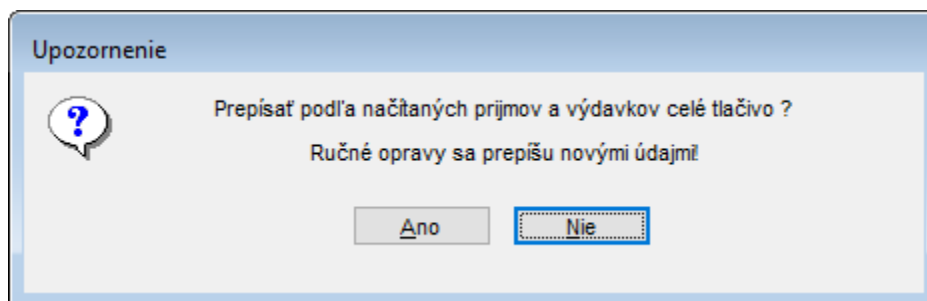 Upozornenie
Prepísať podľa načítaných prijmov a výdavkov celé tlačivo ?
Ručné opravy sa prepíšu novými údajmi!
Ano
Nie